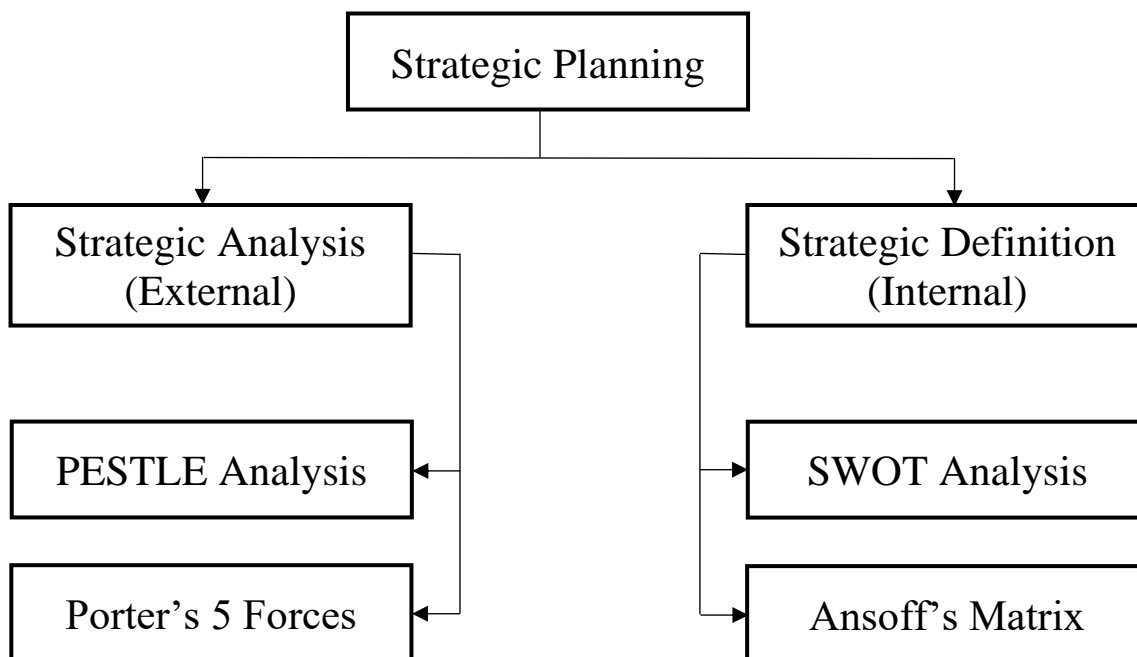 Strategic Planning
Strategic Analysis
(External)
Strategic Definition
(Internal)
PESTLE Analysis
SWOT Analysis
Porter’s 5 Forces
Ansoff’s Matrix